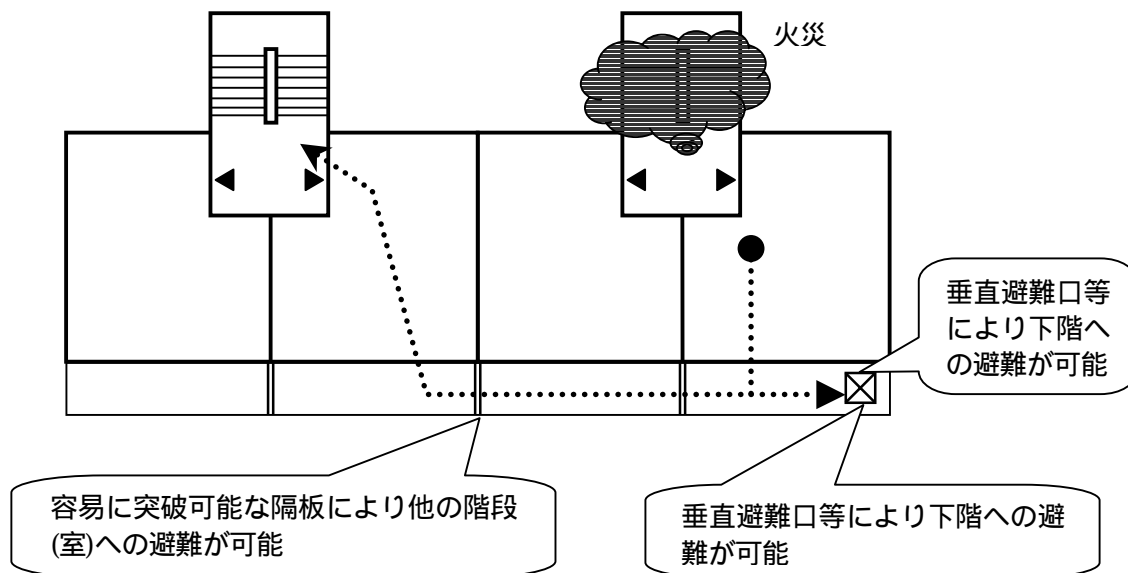 火災
垂直避難口等
により下階へ
の避難が可能
容易に突破可能な隔板により他の階段
(室)への避難が可能
垂直避難口等により下階への避
難が可能